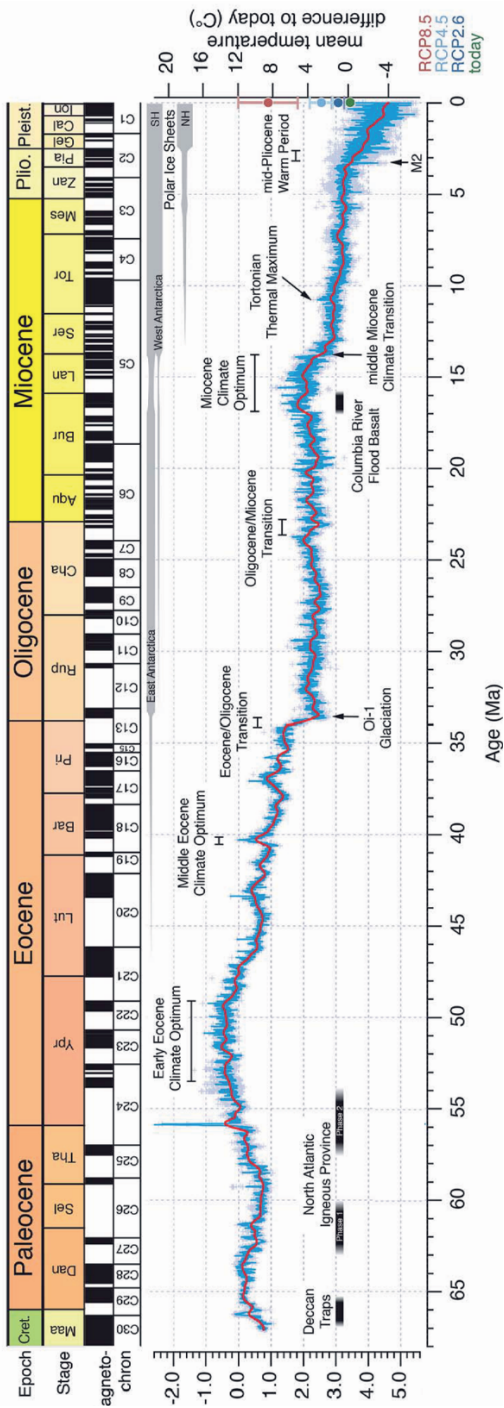 Epoch
Cret.
Paleocene
Eocene
Oligocene
Miocene
Plio.
Pleist.
Stage
Maa
Dan
Sel
Tha
Ypr
Lut
Bar
Pri
Rup
Cha
Aqu
Bur
Lan
Ser
Tor
Mes
Zan
Pia
Gel
Cal
Ion
agneto-
chron
C30
C29
C28
C27
C26
C25
C24
C23
C22
C21
C20
C19
C18
C17
C16
C15
C13
C12
C11
C10
C9
C8
C7
C6
C5
C4
C3
C2
C1
East Antarctica
West Antarctica
SH
Polar Ice Sheets
NH
-2.0
-1.0
0.0
1.0
2.0
3.0
4.0
5.0
Early Eocene
Climate Optimum
Middle Eocene
Climate Optimum
Eocene/Oligocene
Transition
Oligocene/Miocene
Transition
Miocene
Climate
Optimum
Tortonian
Thermal Maximum
mid-Pliocene
Warm Period
Deccan
Traps
North Atlantic
Igneous Province
Phase 1
Phase 2
Oi-1
Glaciation
Columbia River
Flood Basalt
middle Miocene
Climate Transition
M2
20
16
12
8
4
0
-4
mean temperature
difference to today (C°)
RCP8.5
RCP4.5
RCP2.6
today
65
60
55
50
45
40
35
30
25
20
15
10
5
0
Age (Ma)